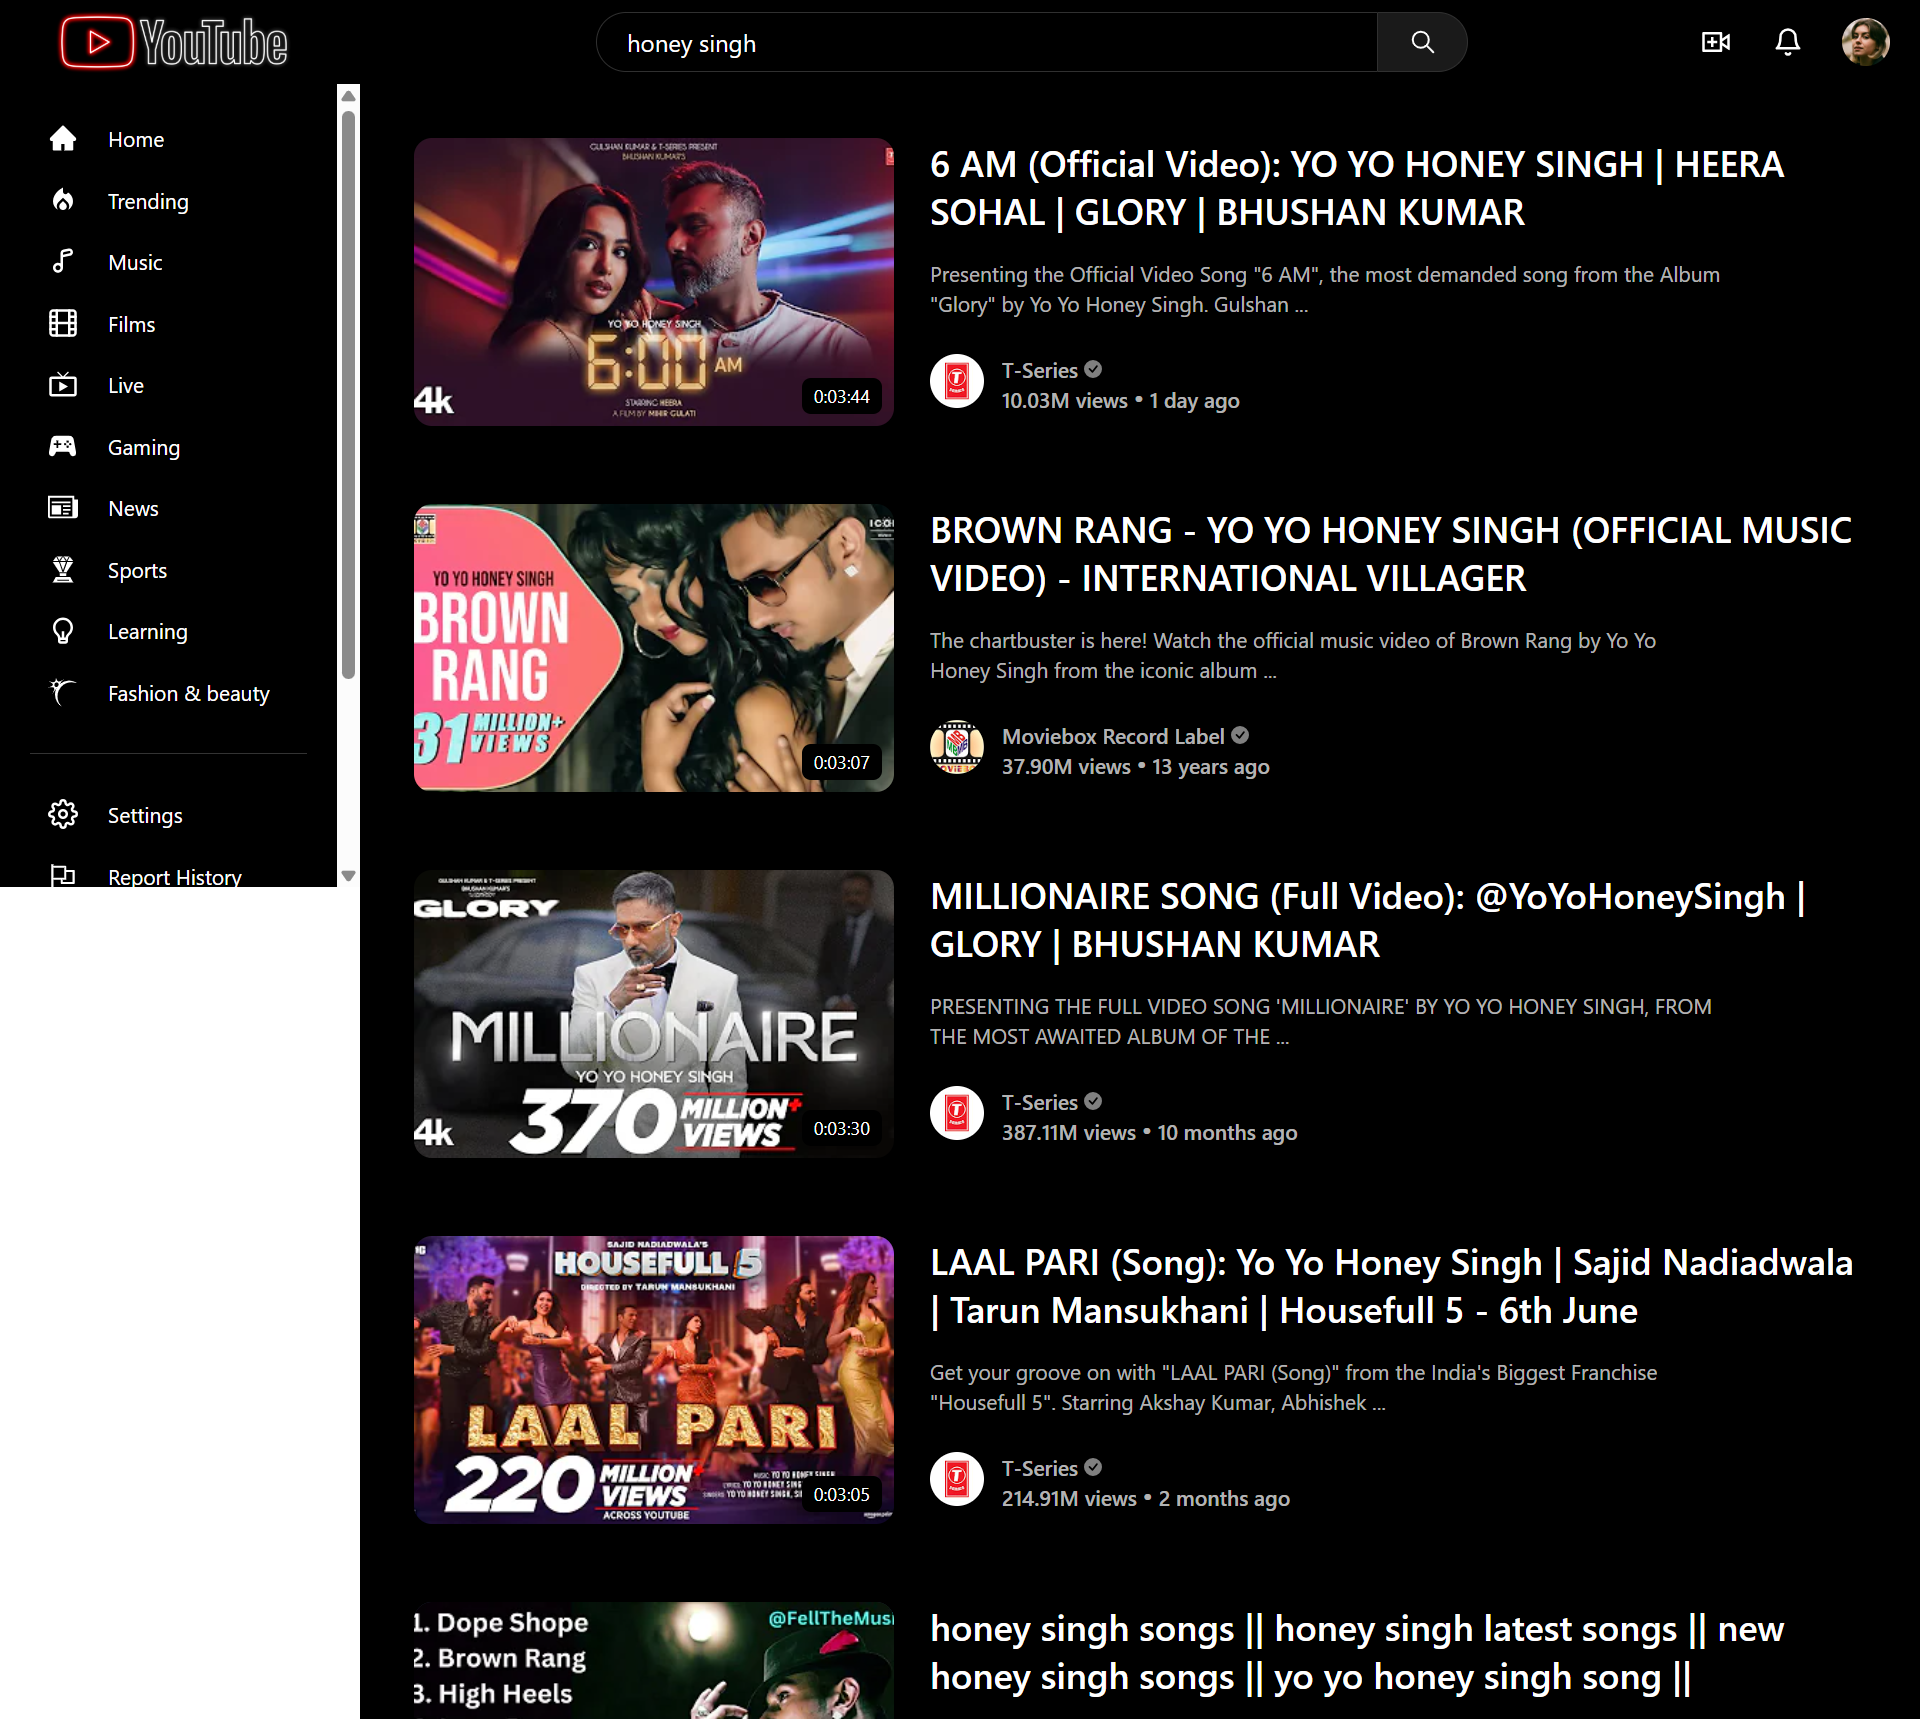 YouTube
honey singh
Home
Trending
Music
Films
Live
Gaming
News
Sports
Learning
Fashion & beauty
Settings
Report History
GULSHAN KUMAR & T-SERIES PRESENT
BHUSHAN KUMAR'S
YO YO HONEY SINGH
6:00 AM
STARRING HEERA
A FILM BY MIHIR GULATI
4k
0:03:44
6 AM (Official Video): YO YO HONEY SINGH | HEERA
SOHAL | GLORY | BHUSHAN KUMAR
Presenting the Official Video Song "6 AM", the most demanded song from the Album
"Glory" by Yo Yo Honey Singh. Gulshan ...
T-Series
10.03M views • 1 day ago
YO YO HONEY SINGH
BROWN
RANG
31 MILLION+
VIEWS
0:03:07
BROWN RANG - YO YO HONEY SINGH (OFFICIAL MUSIC
VIDEO) - INTERNATIONAL VILLAGER
The chartbuster is here! Watch the official music video of Brown Rang by Yo Yo
Honey Singh from the iconic album ...
Moviebox Record Label
37.90M views • 13 years ago
GULSHAN KUMAR & T-SERIES PRESENT
BHUSHAN KUMAR'S
GLORY
MILLIONAIRE
YO YO HONEY SINGH
370 MILLION+
VIEWS
4k
0:03:30
MILLIONAIRE SONG (Full Video): @YoYoHoneySingh |
GLORY | BHUSHAN KUMAR
PRESENTING THE FULL VIDEO SONG 'MILLIONAIRE' BY YO YO HONEY SINGH, FROM
THE MOST AWAITED ALBUM OF THE ...
T-Series
387.11M views • 10 months ago
SAJID NADIADWALA'S
HOUSEFULL 5
DIRECTED BY TARUN MANSUKHANI
LAAL PARI
220 MILLION+
VIEWS
ACROSS YOUTUBE
0:03:05
LAAL PARI (Song): Yo Yo Honey Singh | Sajid Nadiadwala
| Tarun Mansukhani | Housefull 5 - 6th June
Get your groove on with "LAAL PARI (Song)" from the India's Biggest Franchise
"Housefull 5". Starring Akshay Kumar, Abhishek ...
T-Series
214.91M views • 2 months ago
1. Dope Shope
2. Brown Rang
3. High Heels
@FellTheMusi
honey singh songs || honey singh latest songs || new
honey singh songs || yo yo honey singh song ||